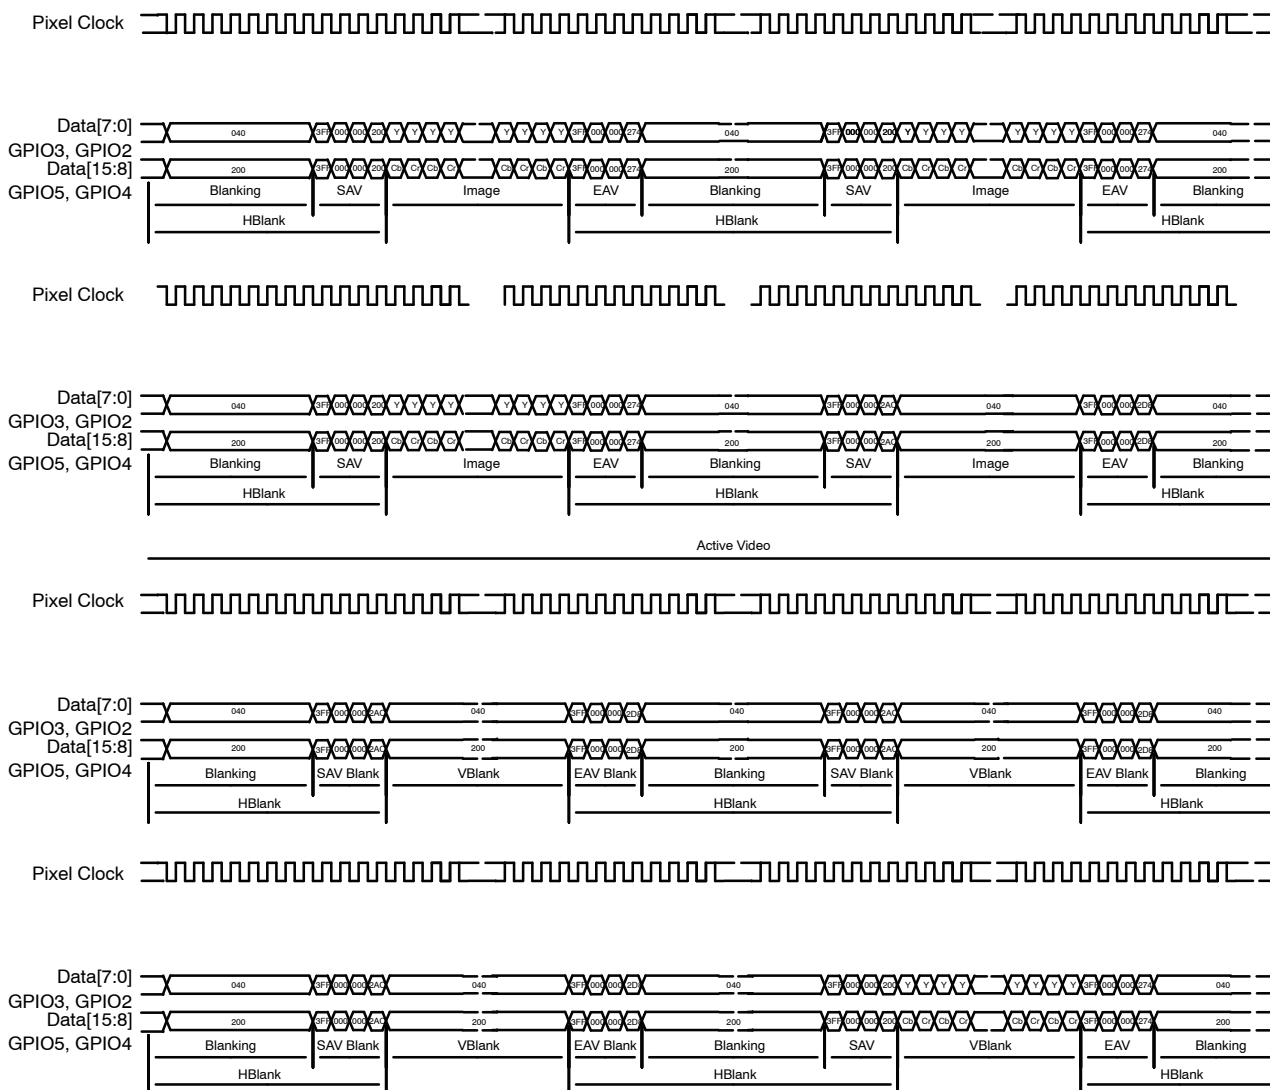 Pixel Clock
Data[7:0] 040 3FF 000 000 200 Y Y Y Y Y Y Y Y 3FF 000 000 274 040 3FF 000 000 200 Y Y Y Y Y Y Y Y 3FF 000 000 274 040
GPIO3, GPIO2
Data[15:8] 200 3FF 000 000 200 Cb Cr Cb Cr Cb Cr Cb Cr 3FF 000 000 274 200 3FF 000 000 200 Cb Cr Cb Cr Cb Cr Cb Cr 3FF 000 000 274 200
GPIO5, GPIO4 Blanking SAV Image EAV Blanking SAV Image EAV Blanking
HBlank HBlank HBlank
Pixel Clock
Data[7:0] 040 3FF 000 000 200 Y Y Y Y Y Y Y Y 3FF 000 000 274 040 3FF 000 000 2AC 040 3FF 000 000 2D8 040
GPIO3, GPIO2
Data[15:8] 200 3FF 000 000 200 Cb Cr Cb Cr Cb Cr Cb Cr 3FF 000 000 274 200 3FF 000 000 2AC 200 3FF 000 000 2D8 200
GPIO5, GPIO4 Blanking SAV Image EAV Blanking SAV Image EAV Blanking
HBlank HBlank HBlank
Active Video
Pixel Clock
Data[7:0] 040 3FF 000 000 2AC 040 3FF 000 000 2D8 040 3FF 000 000 2AC 040 3FF 000 000 2D8 040
GPIO3, GPIO2
Data[15:8] 200 3FF 000 000 2AC 200 3FF 000 000 2D8 200 3FF 000 000 2AC 200 3FF 000 000 2D8 200
GPIO5, GPIO4 Blanking SAV Blank VBlank EAV Blank Blanking SAV Blank VBlank EAV Blank Blanking
HBlank HBlank HBlank
Pixel Clock
Data[7:0] 040 3FF 000 000 2AC 040 3FF 000 000 2D8 040 3FF 000 000 200 Y Y Y Y Y Y Y Y 3FF 000 000 274 040
GPIO3, GPIO2
Data[15:8] 200 3FF 000 000 2AC 200 3FF 000 000 2D8 200 3FF 000 000 200 Cb Cr Cb Cr Cb Cr Cb Cr 3FF 000 000 274 200
GPIO5, GPIO4 Blanking SAV Blank VBlank EAV Blank Blanking SAV VBlank EAV Blanking
HBlank HBlank HBlank